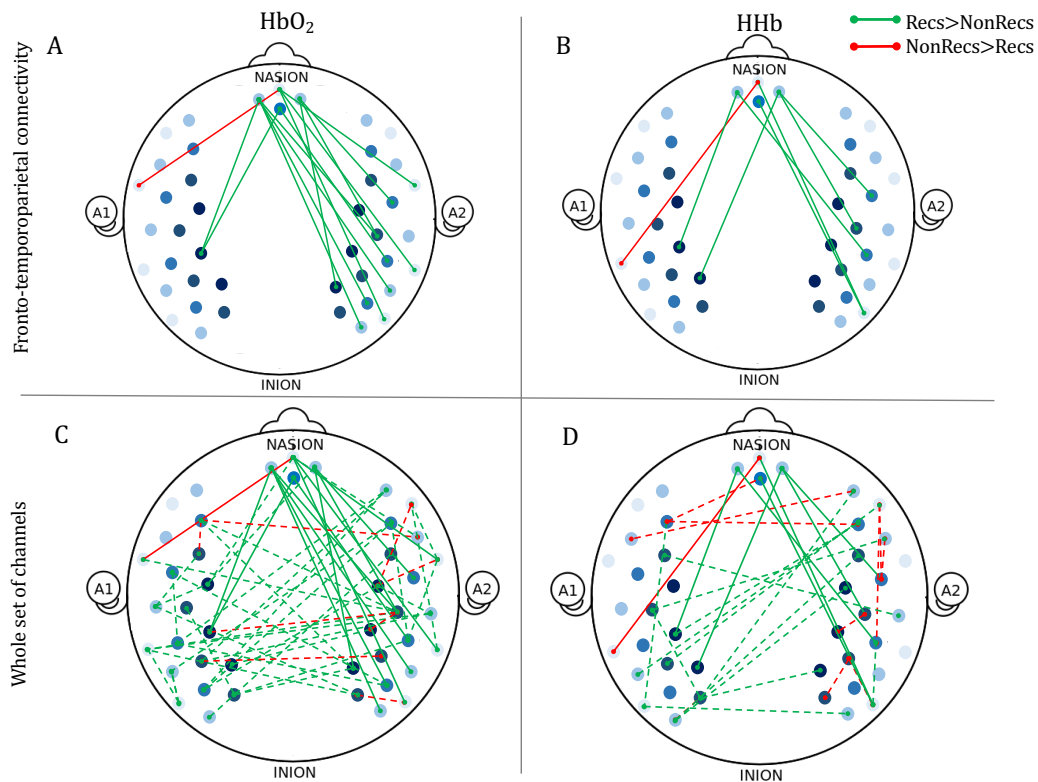 HbO₂
HHb
Recs>NonRecs
NonRecs>Recs
A
B
NASION
NASION
A1
A2
A1
A2
INION
INION
Fronto-temporoparietal connectivity
C
D
NASION
NASION
A1
A2
A1
A2
INION
INION
Whole set of channels